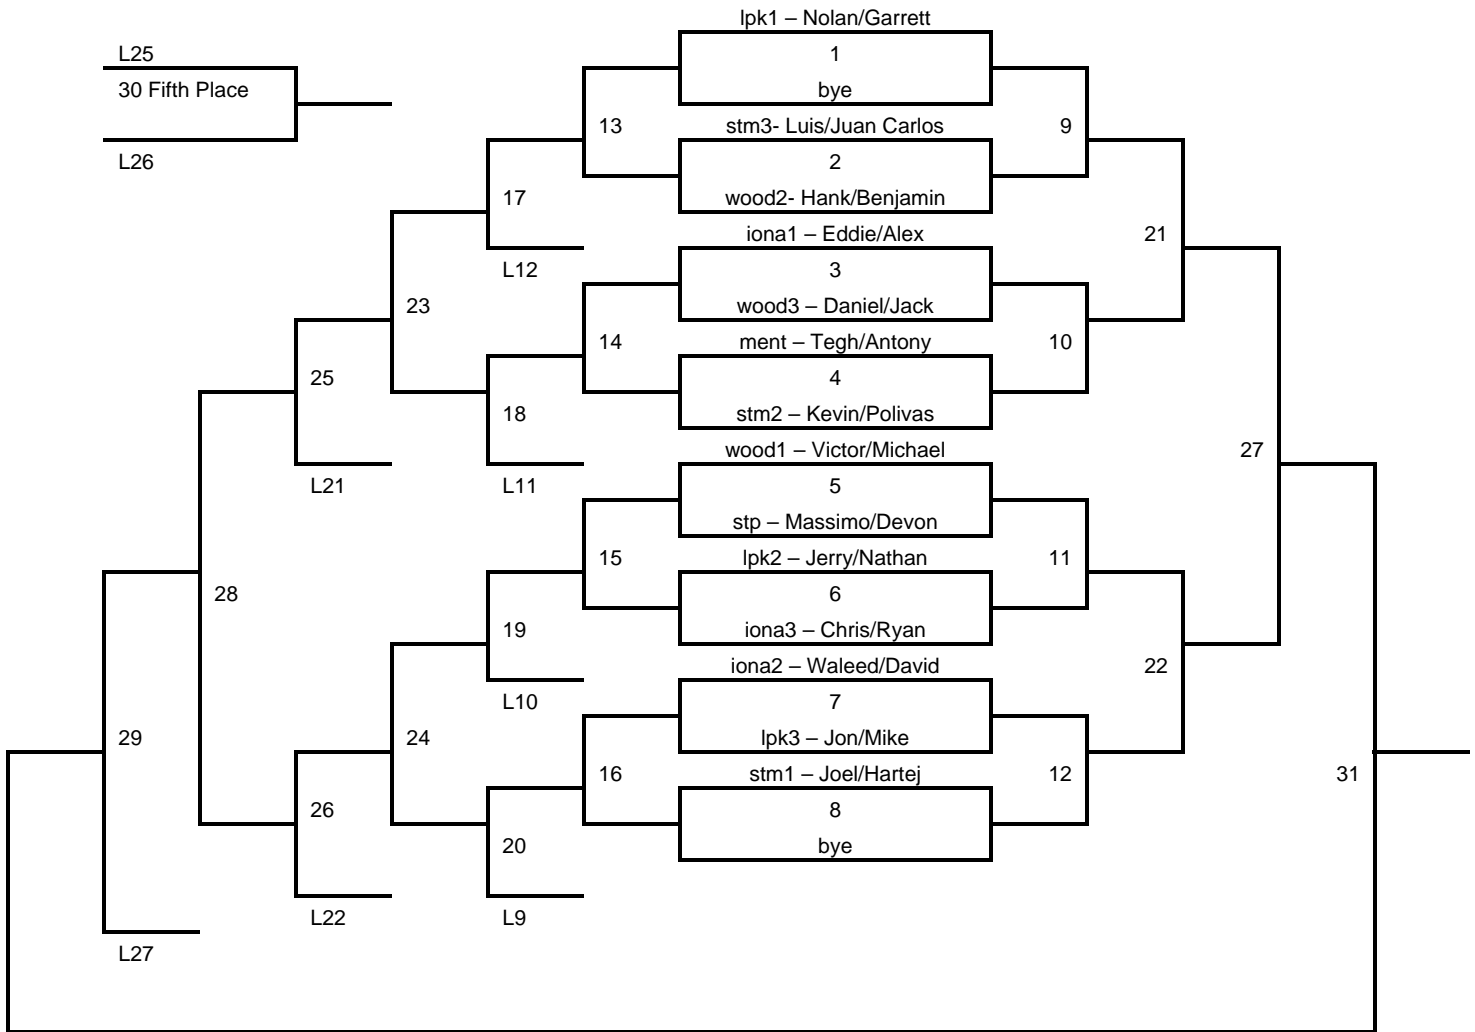 lpk1 – Nolan/Garrett
L25
1
30 Fifth Place
bye
13
stm3- Luis/Juan Carlos
9
L26
2
17
wood2- Hank/Benjamin
iona1 – Eddie/Alex
21
L12
3
23
wood3 – Daniel/Jack
14
ment – Tegh/Antony
10
25
4
18
stm2 – Kevin/Polivas
wood1 – Victor/Michael
27
L21
L11
5
stp – Massimo/Devon
15
lpk2 – Jerry/Nathan
11
28
6
19
iona3 – Chris/Ryan
iona2 – Waleed/David
22
L10
7
29
24
lpk3 – Jon/Mike
16
stm1 – Joel/Hartej
12
31
26
8
20
bye
L22
L9
L27